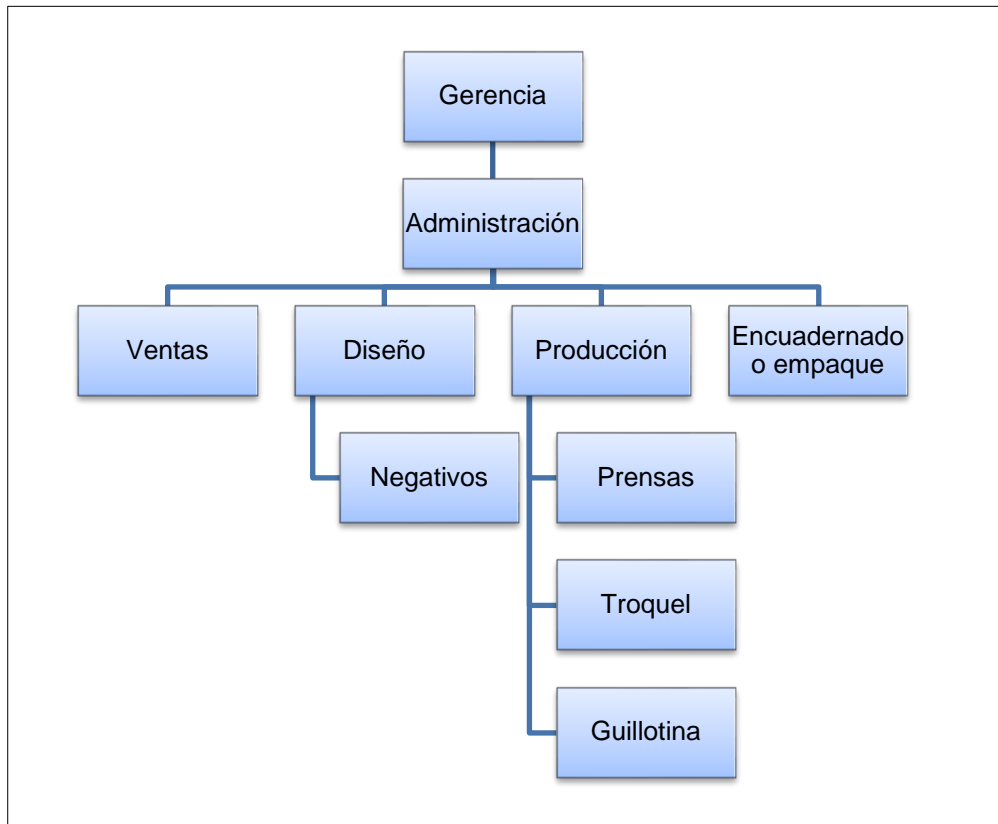 Gerencia
Administración
Ventas
Diseño
Producción
Encuadernado
o empaque
Negativos
Prensas
Troquel
Guillotina